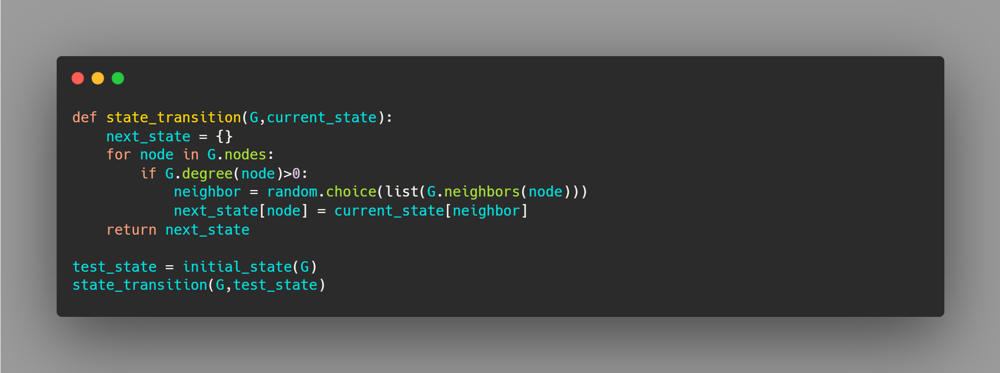 def state_transition(G,current_state):
    next_state = {}
    for node in G.nodes:
        if G.degree(node)>0:
            neighbor = random.choice(list(G.neighbors(node)))
            next_state[node] = current_state[neighbor]
    return next_state

test_state = initial_state(G)
state_transition(G,test_state)